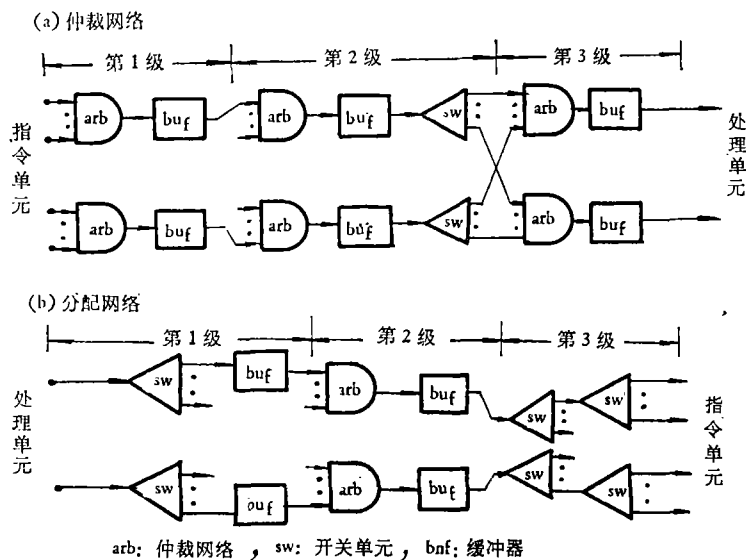 (a) 仲裁网络
第1级 第2级 第3级
指令单元
arb buf arb buf sw arb buf
处理单元
arb buf arb buf sw arb buf
(b) 分配网络
第1级 第2级 第3级
处理单元
sw buf arb buf sw sw
指令单元
sw buf arb buf sw sw
arb: 仲裁网络 , sw: 开关单元 , bnf: 缓冲器